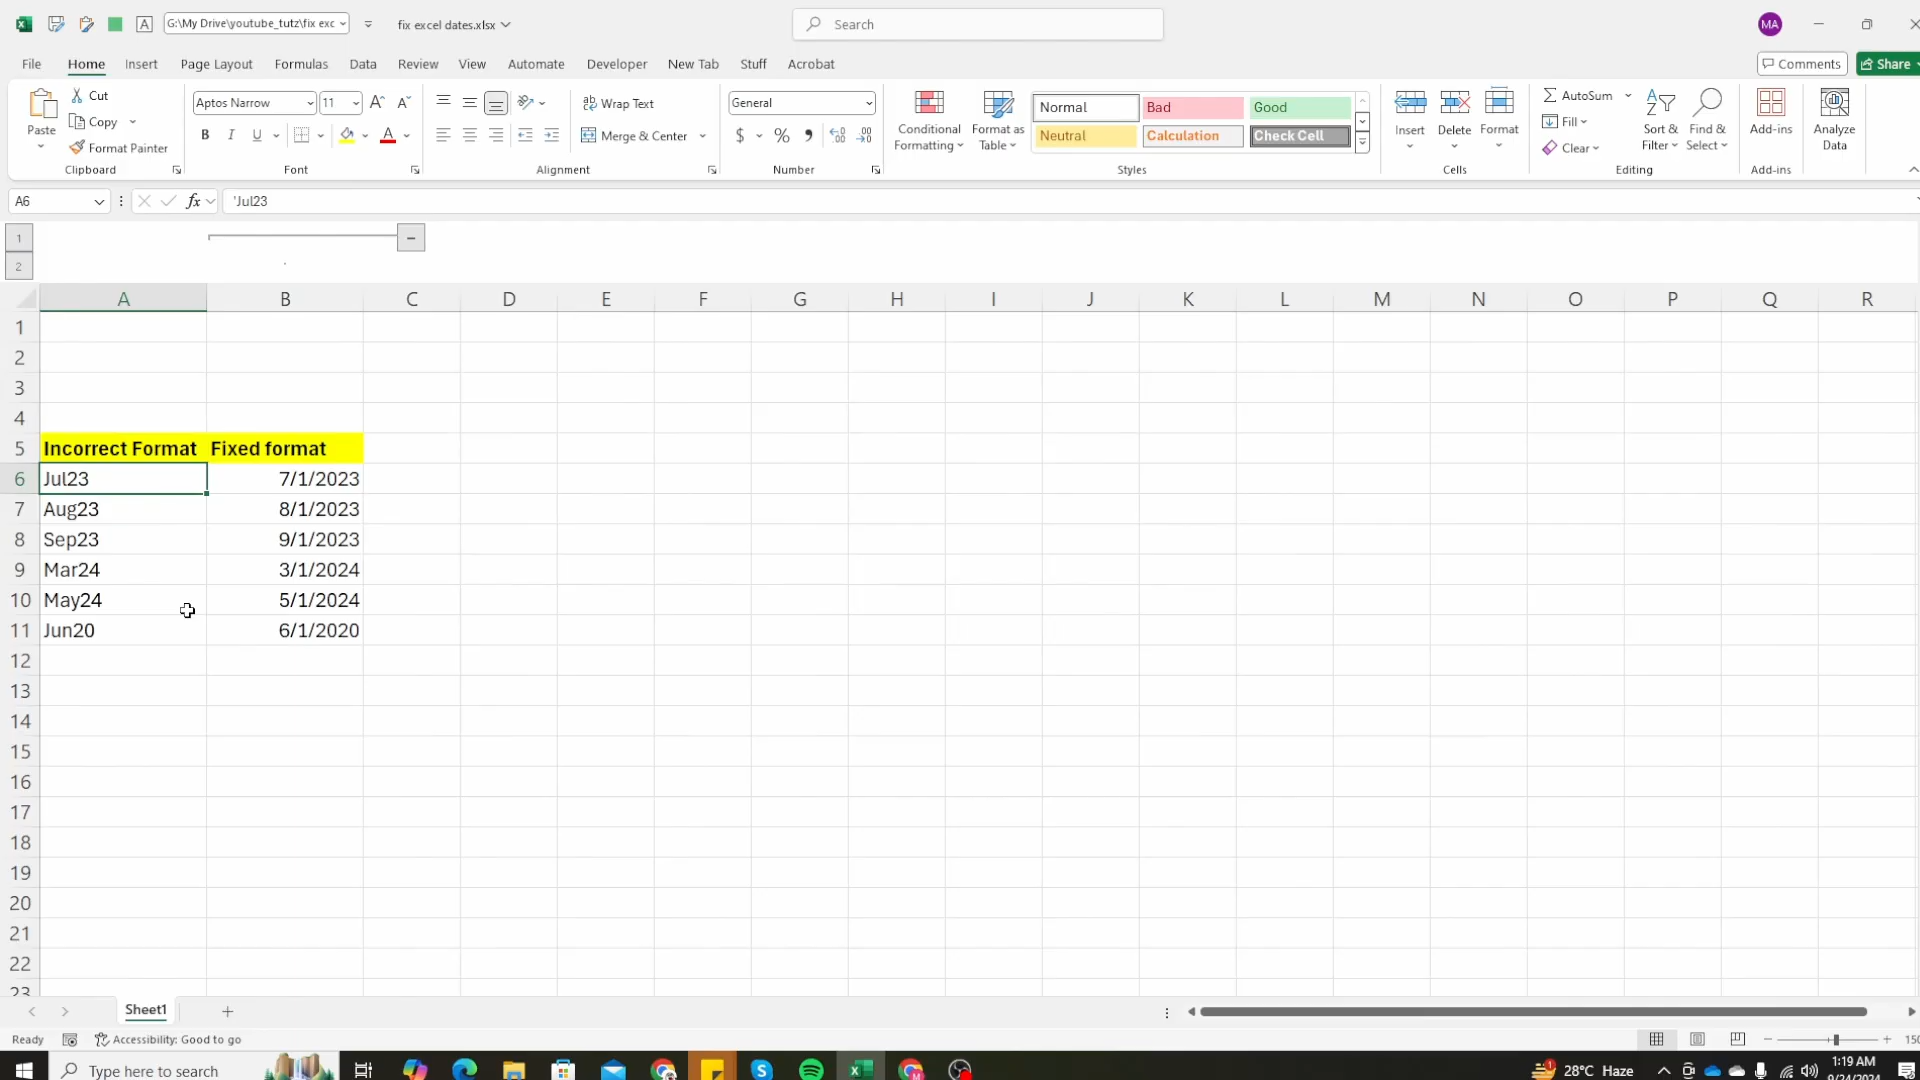 G:\My Drive\youtube_tutz\fix exc
fix excel dates.xlsx
Search
MA
File Home Insert Page Layout Formulas Data Review View Automate Developer New Tab Stuff Acrobat
Comments
Share
Paste
Cut
Copy
Format Painter
Clipboard
Aptos Narrow
11
B I U
Font
Wrap Text
Merge & Center
Alignment
General
$ % ,
Number
Conditional Formatting
Format as Table
Normal Bad Good
Neutral Calculation Check Cell
Styles
Insert Delete Format
Cells
AutoSum
Fill
Clear
Sort & Filter
Find & Select
Editing
Add-ins
Add-ins
Analyze Data
A6
fx
'Jul23
1
2
A B C D E F G H I J K L M N O P Q R
1
2
3
4
5 Incorrect Format Fixed format
6 Jul23 7/1/2023
7 Aug23 8/1/2023
8 Sep23 9/1/2023
9 Mar24 3/1/2024
10 May24 5/1/2024
11 Jun20 6/1/2020
12
13
14
15
16
17
18
19
20
21
22
23
Sheet1
Ready
Accessibility: Good to go
150
Type here to search
28°C Haze
1:19 AM
9/24/2024